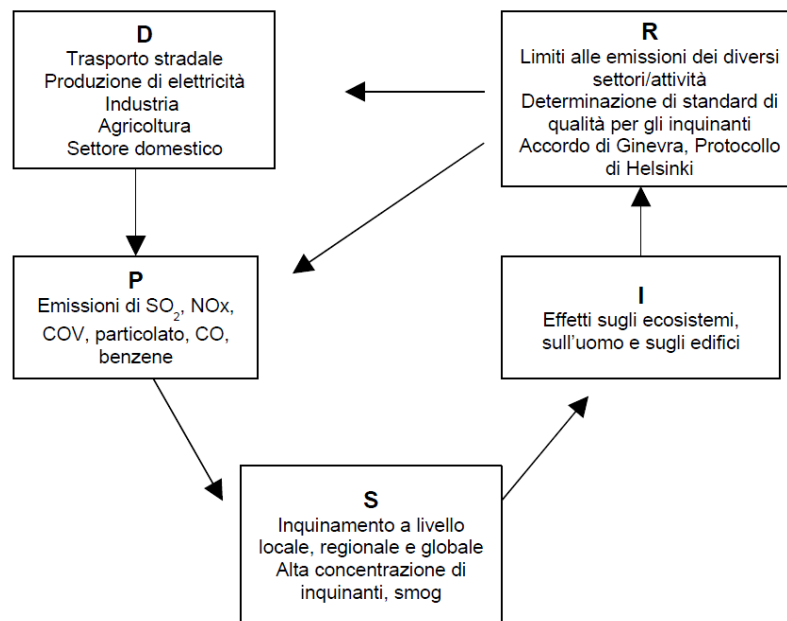 D
Trasporto stradale
Produzione di elettricità
Industria
Agricoltura
Settore domestico
R
Limiti alle emissioni dei diversi
settori/attività
Determinazione di standard di
qualità per gli inquinanti
Accordo di Ginevra, Protocollo
di Helsinki
P
Emissioni di SO2, NOx,
COV, particolato, CO,
benzene
I
Effetti sugli ecosistemi,
sull'uomo e sugli edifici
S
Inquinamento a livello
locale, regionale e globale
Alta concentrazione di
inquinanti, smog